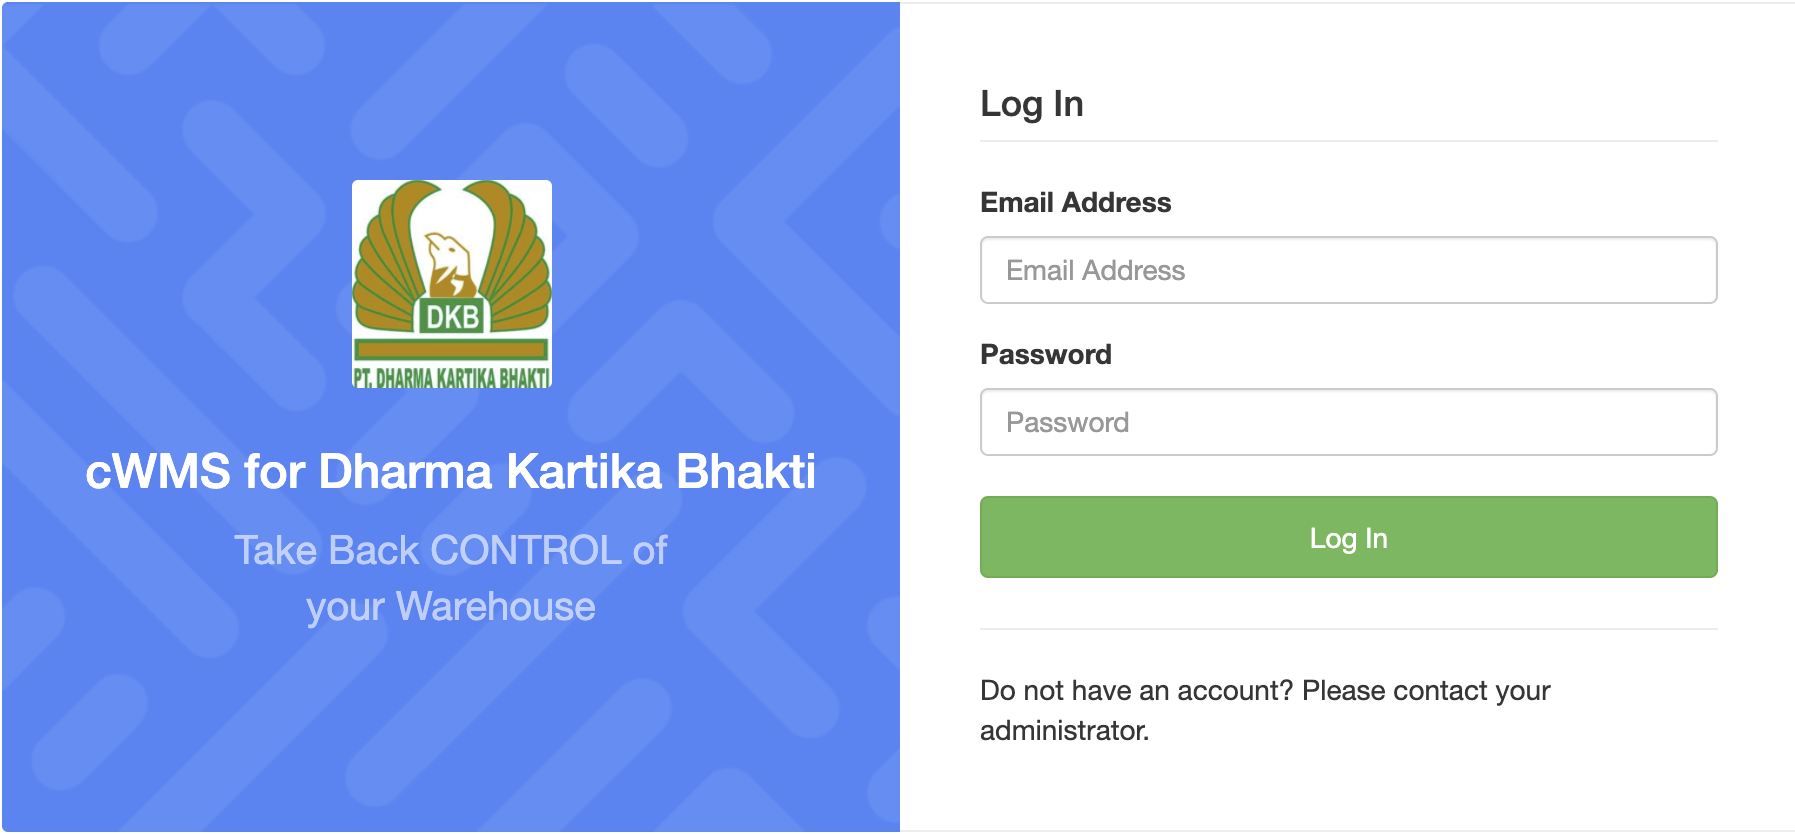 DKB
PT. DHARMA KARTIKA BHAKTI
cWMS for Dharma Kartika Bhakti
Take Back CONTROL of
your Warehouse
Log In
Email Address
Email Address
Password
Password
Log In
Do not have an account? Please contact your
administrator.